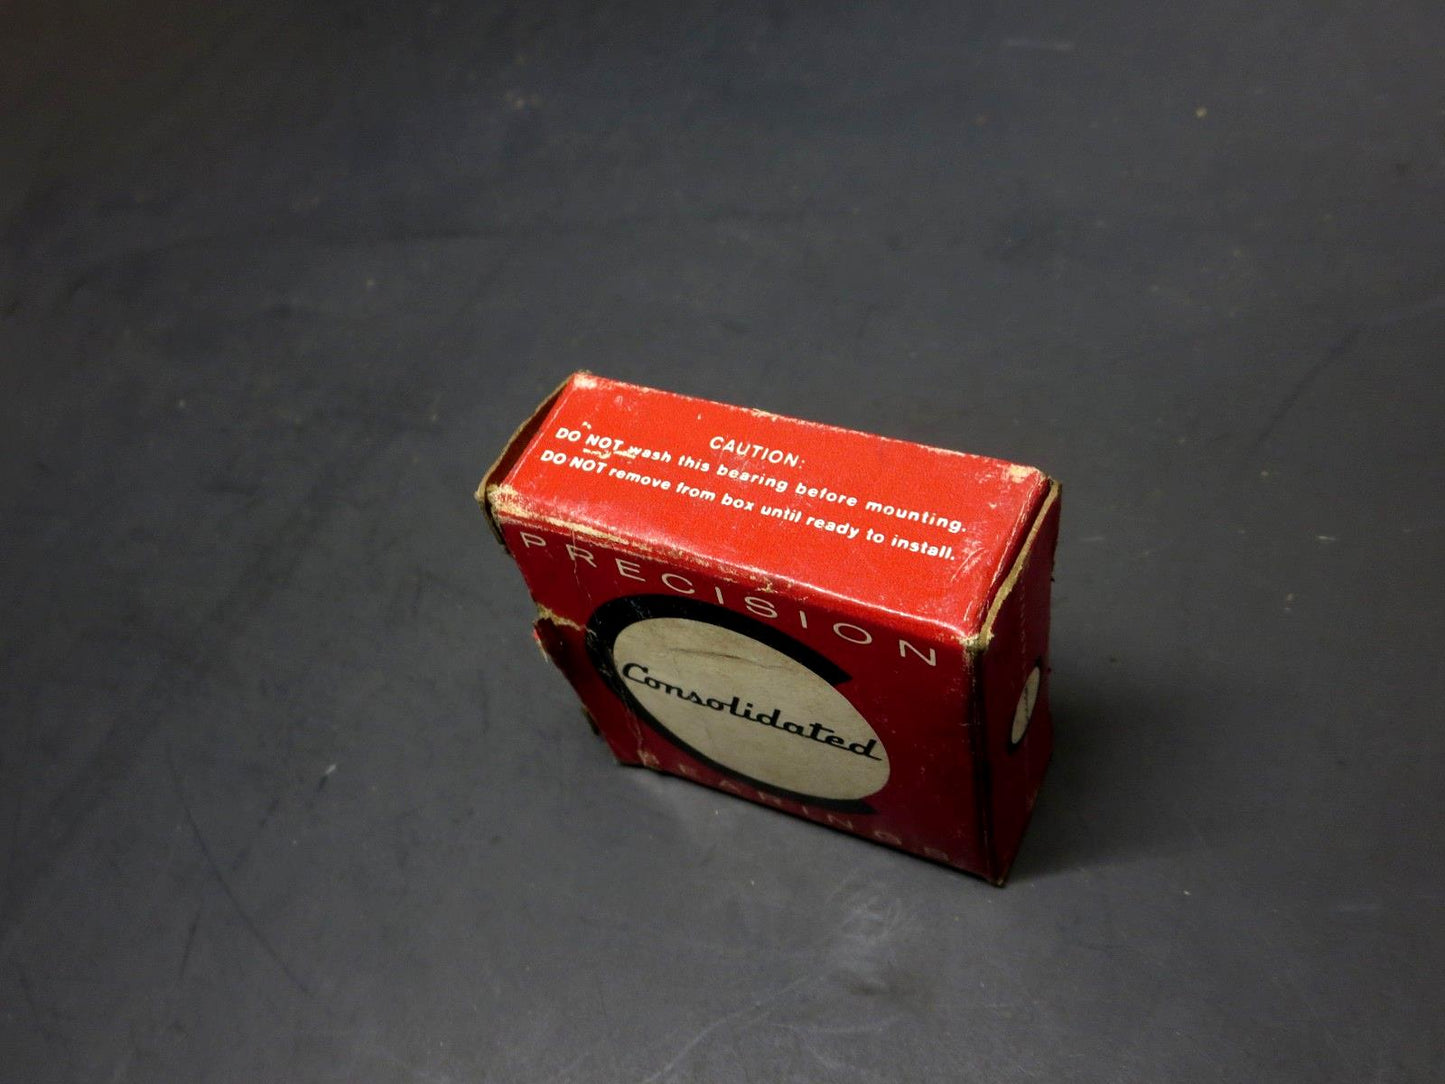 CAUTION:
DO NOT wash this bearing before mounting.
DO NOT remove from box until ready to install.
PRECISION
Consolidated
BEARINGS